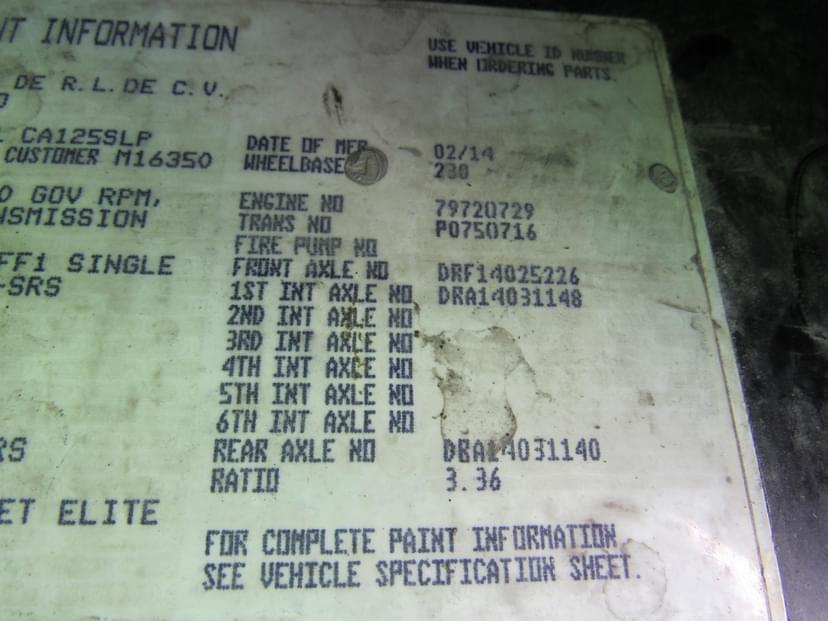 NT INFORMATION
USE VEHICLE ID NUMBER
WHEN ORDERING PARTS.
DE R.L.DE C.V.
CA125SLP
CUSTOMER M16350
DATE OF MFR 02/14
WHEELBASE 230
GOV RPM,
NSMISSION
ENGINE NO 79720729
TRANS NO P0750716
FIRE PUMP NO
FF1 SINGLE
-SRS
FRONT AXLE NO DRF14025226
1ST INT AXLE NO DRA14031148
2ND INT AXLE NO
3RD INT AXLE NO
4TH INT AXLE NO
5TH INT AXLE NO
6TH INT AXLE NO
RS
REAR AXLE NO DRA14031140
RATIO 3.36
ET ELITE
FOR COMPLETE PAINT INFORMATION
SEE VEHICLE SPECIFICATION SHEET.